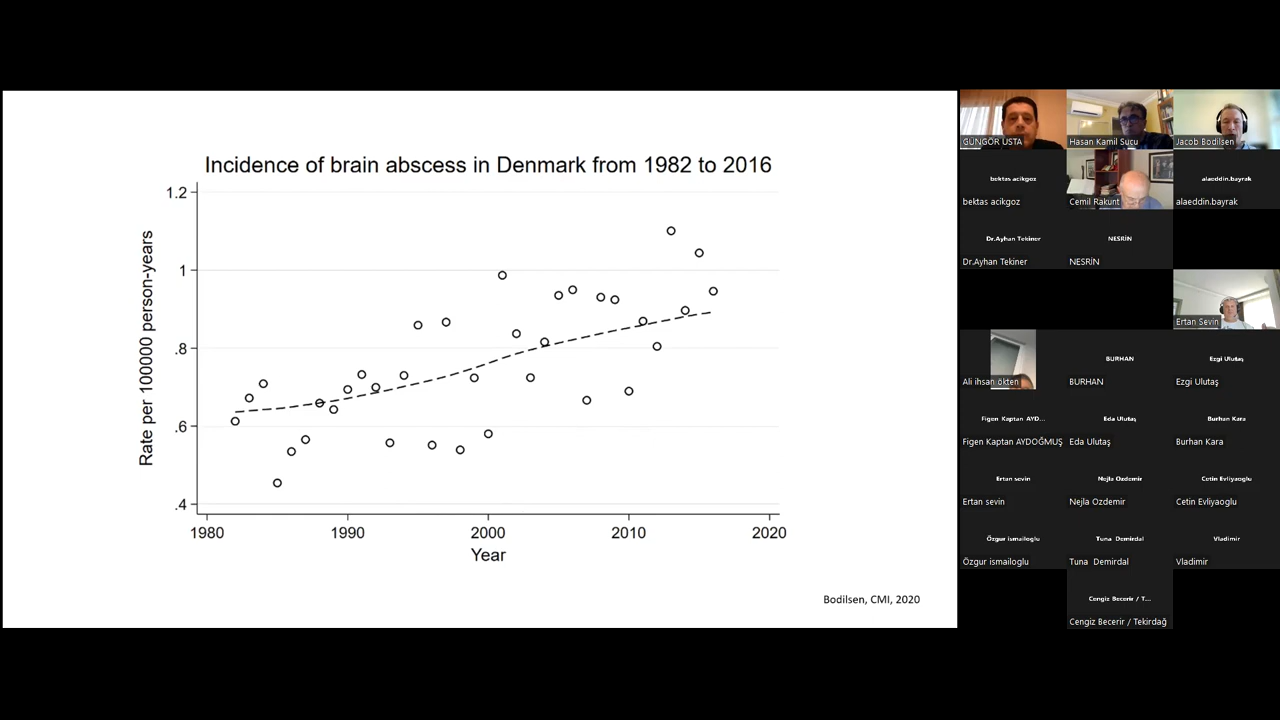 Incidence of brain abscess in Denmark from 1982 to 2016
Rate per 100000 person-years
1.2
1
.8
.6
.4
1980 1990 2000 2010 2020
Year
Bodilsen, CMI, 2020
GÜNGÖR USTA
Hasan Kamil Sucu
Jacob Bodilsen
bektas acikgoz
bektas acikgoz
Cemil Rakunt
alaeddin.bayrak
alaeddin.bayrak
Dr.Ayhan Tekiner
Dr.Ayhan Tekiner
NESRİN
NESRİN
Ertan Sevin
Ali ihsan ökten
BURHAN
BURHAN
Ezgi Ulutaş
Ezgi Ulutaş
Figen Kaptan AYD...
Figen Kaptan AYDOĞMUŞ
Eda Ulutaş
Eda Ulutaş
Burhan Kara
Burhan Kara
Ertan sevin
Ertan sevin
Nejla Ozdemir
Nejla Ozdemir
Cetin Evliyaoglu
Cetin Evliyaoglu
Özgur ismailoglu
Özgur ismailoglu
Tuna Demirdal
Tuna Demirdal
Vladimir
Vladimir
Cengiz Becerir / T...
Cengiz Becerir / Tekirdağ